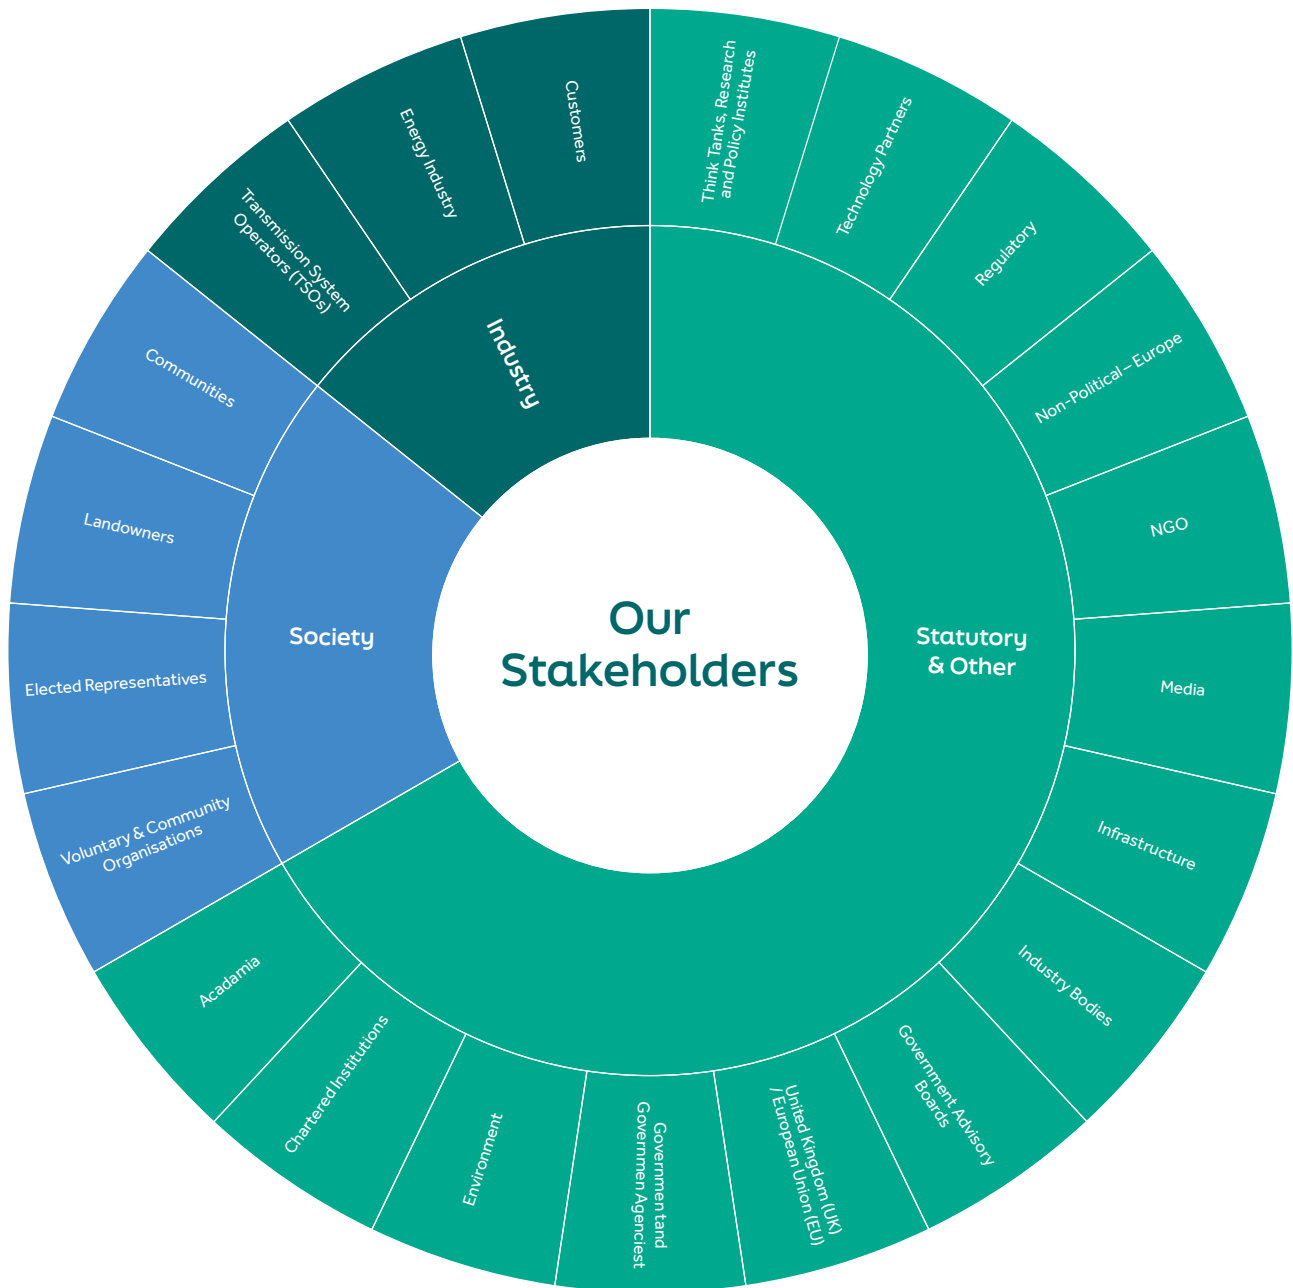 Our
Stakeholders
Industry
Customers
Energy Industry
Transmission System
Operators (TSOs)
Society
Communities
Landowners
Elected Representatives
Voluntary & Community
Organisations
Statutory
& Other
Think Tanks, Research
and Policy Institutes
Technology Partners
Regulatory
Non-Political – Europe
NGO
Media
Infrastructure
Industry Bodies
Government Advisory
Boards
United Kingdom (UK)
/ European Union (EU)
Government and
Governmen Agenciest
Environment
Chartered Institutions
Acadamia